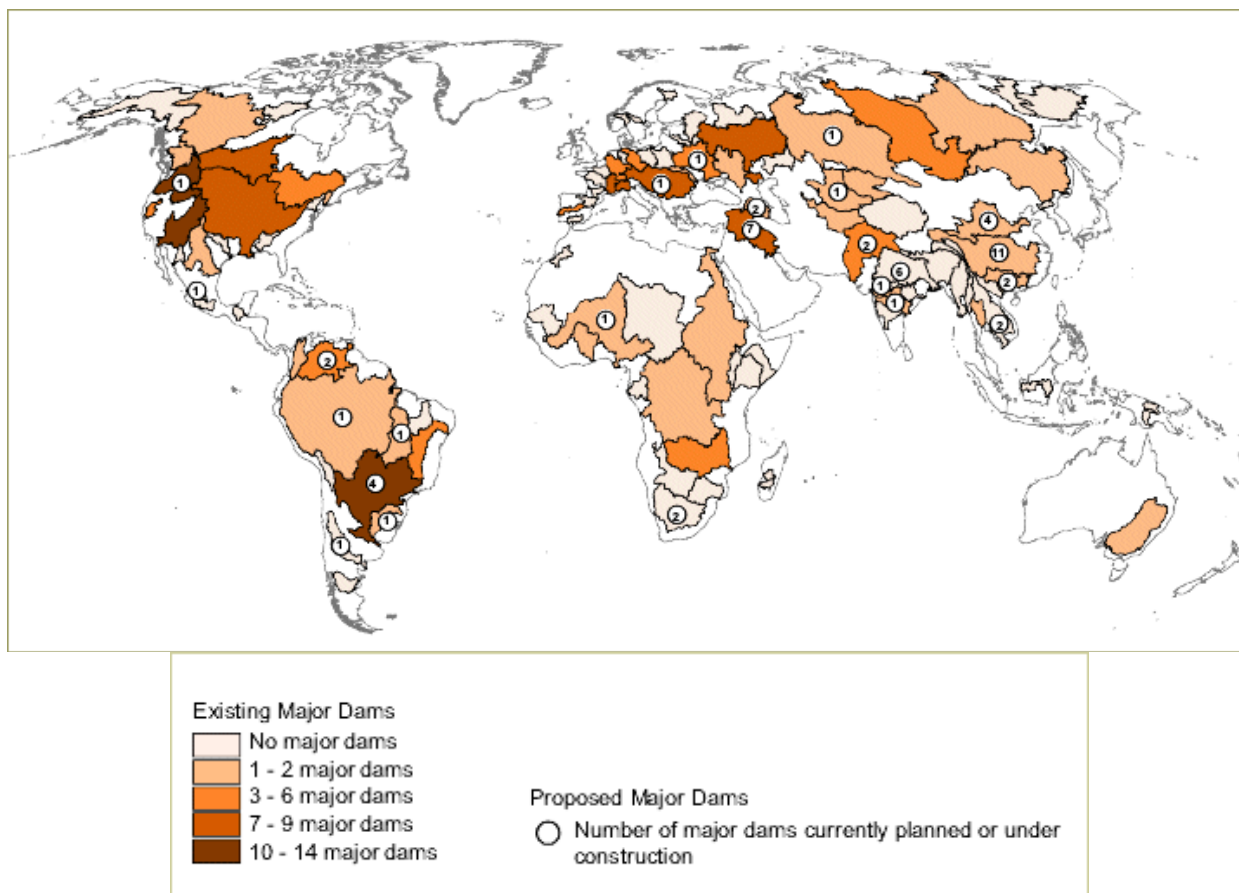 1
1
1
1
1
2
7
4
11
2
6
2
1
1
2
1
1
2
1
1
4
1
1
2
Existing Major Dams
No major dams
1 - 2 major dams
3 - 6 major dams
7 - 9 major dams
10 - 14 major dams
Proposed Major Dams
Number of major dams currently planned or under
construction